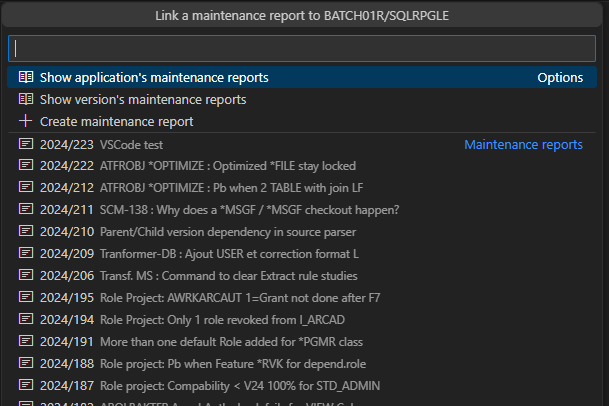 Link a maintenance report to BATCH01R/SQLRPGLE
Show application's maintenance reports Options
Show version's maintenance reports
Create maintenance report
2024/223 VSCode test Maintenance reports
2024/222 ATFROBJ *OPTIMIZE : Optimized *FILE stay locked
2024/212 ATFROBJ *OPTIMIZE : Pb when 2 TABLE with join LF
2024/211 SCM-138 : Why does a *MSGF / *MSGF checkout happen?
2024/210 Parent/Child version dependency in source parser
2024/209 Tranformer-DB : Ajout USER et correction format L
2024/206 Transf. MS : Command to clear Extract rule studies
2024/195 Role Project: AWRKARCAUT 1=Grant not done after F7
2024/194 Role Project: Only 1 role revoked from I_ARCAD
2024/191 More than one default Role added for *PGMR class
2024/188 Role project: Pb when Feature *RVK for depend.role
2024/187 Role project: Compability < V24 100% for STD_ADMIN